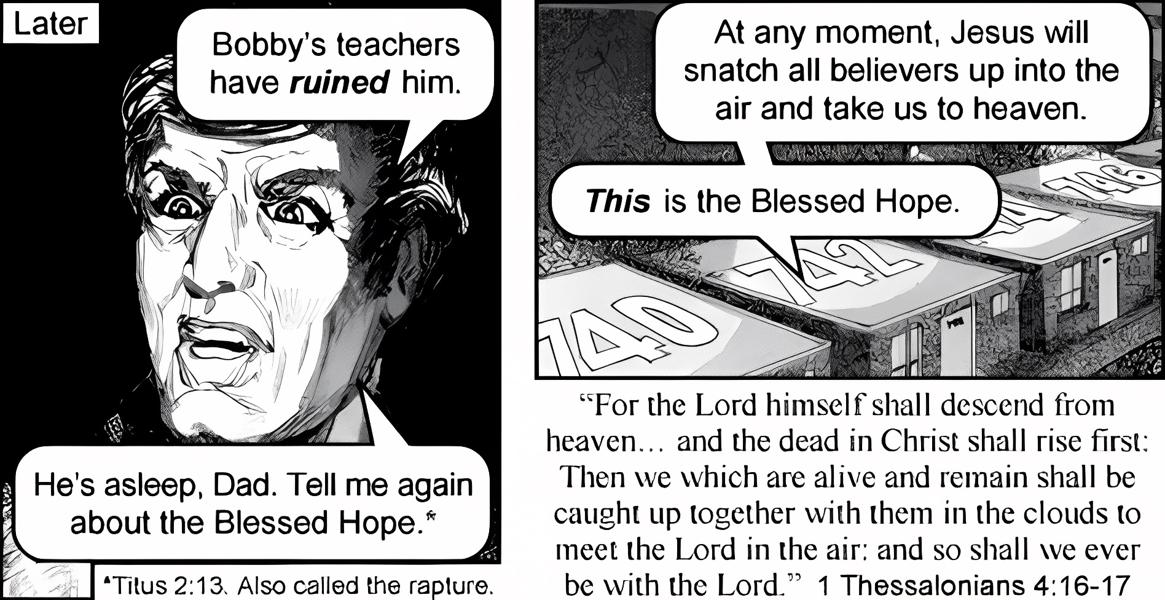 Later
Bobby's teachers
have ruined him.
He's asleep, Dad. Tell me again
about the Blessed Hope.*
*Titus 2:13. Also called the rapture.
At any moment, Jesus will
snatch all believers up into the
air and take us to heaven.
This is the Blessed Hope.
746
742
740
"For the Lord himself shall descend from
heaven... and the dead in Christ shall rise first:
Then we which are alive and remain shall be
caught up together with them in the clouds to
meet the Lord in the air: and so shall we ever
be with the Lord." 1 Thessalonians 4:16-17